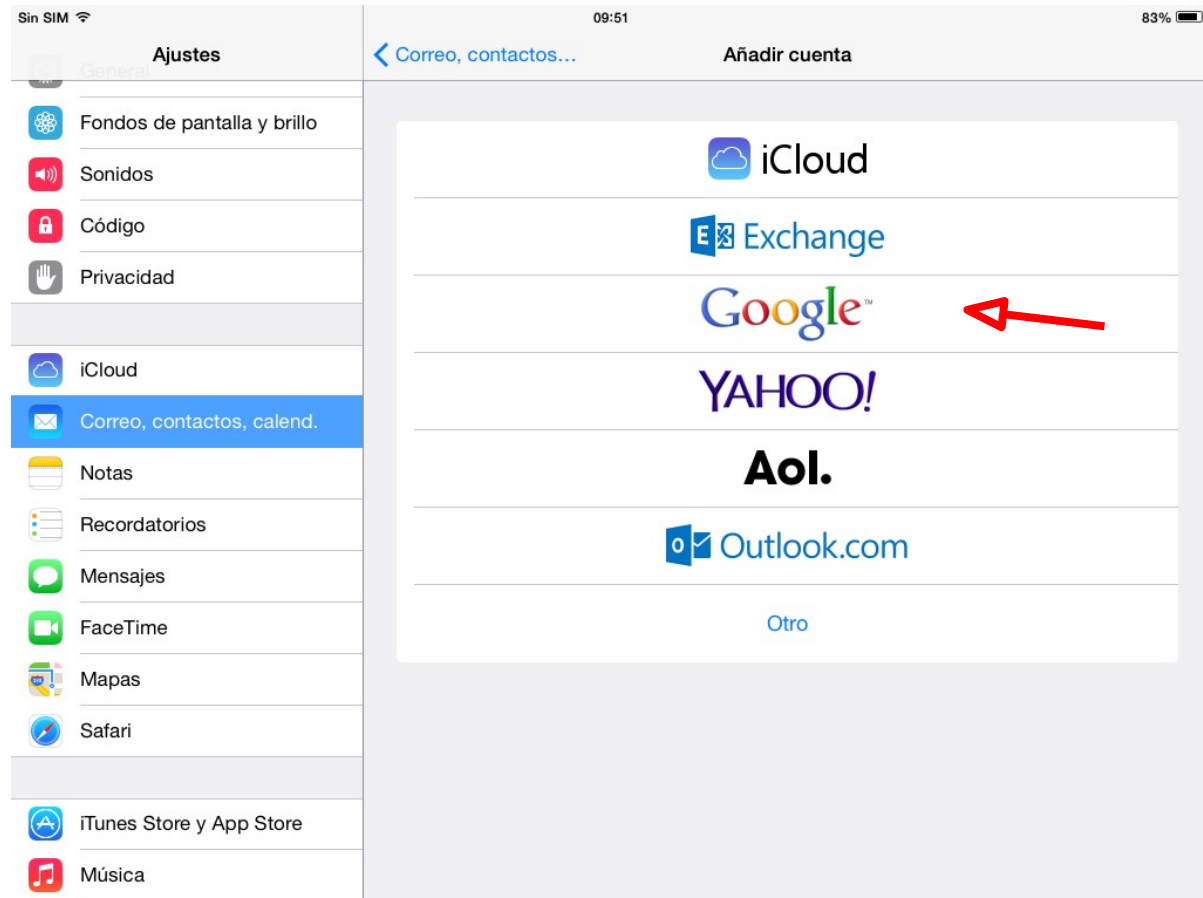 Sin SIM
09:51
83%
Ajustes
Correo, contactos...
Añadir cuenta
General
Fondos de pantalla y brillo
Sonidos
Código
Privacidad
iCloud
Correo, contactos, calend.
Notas
Recordatorios
Mensajes
FaceTime
Mapas
Safari
iTunes Store y App Store
Música
iCloud
E Exchange
Google™
YAHOO!
Aol.
o Outlook.com
Otro